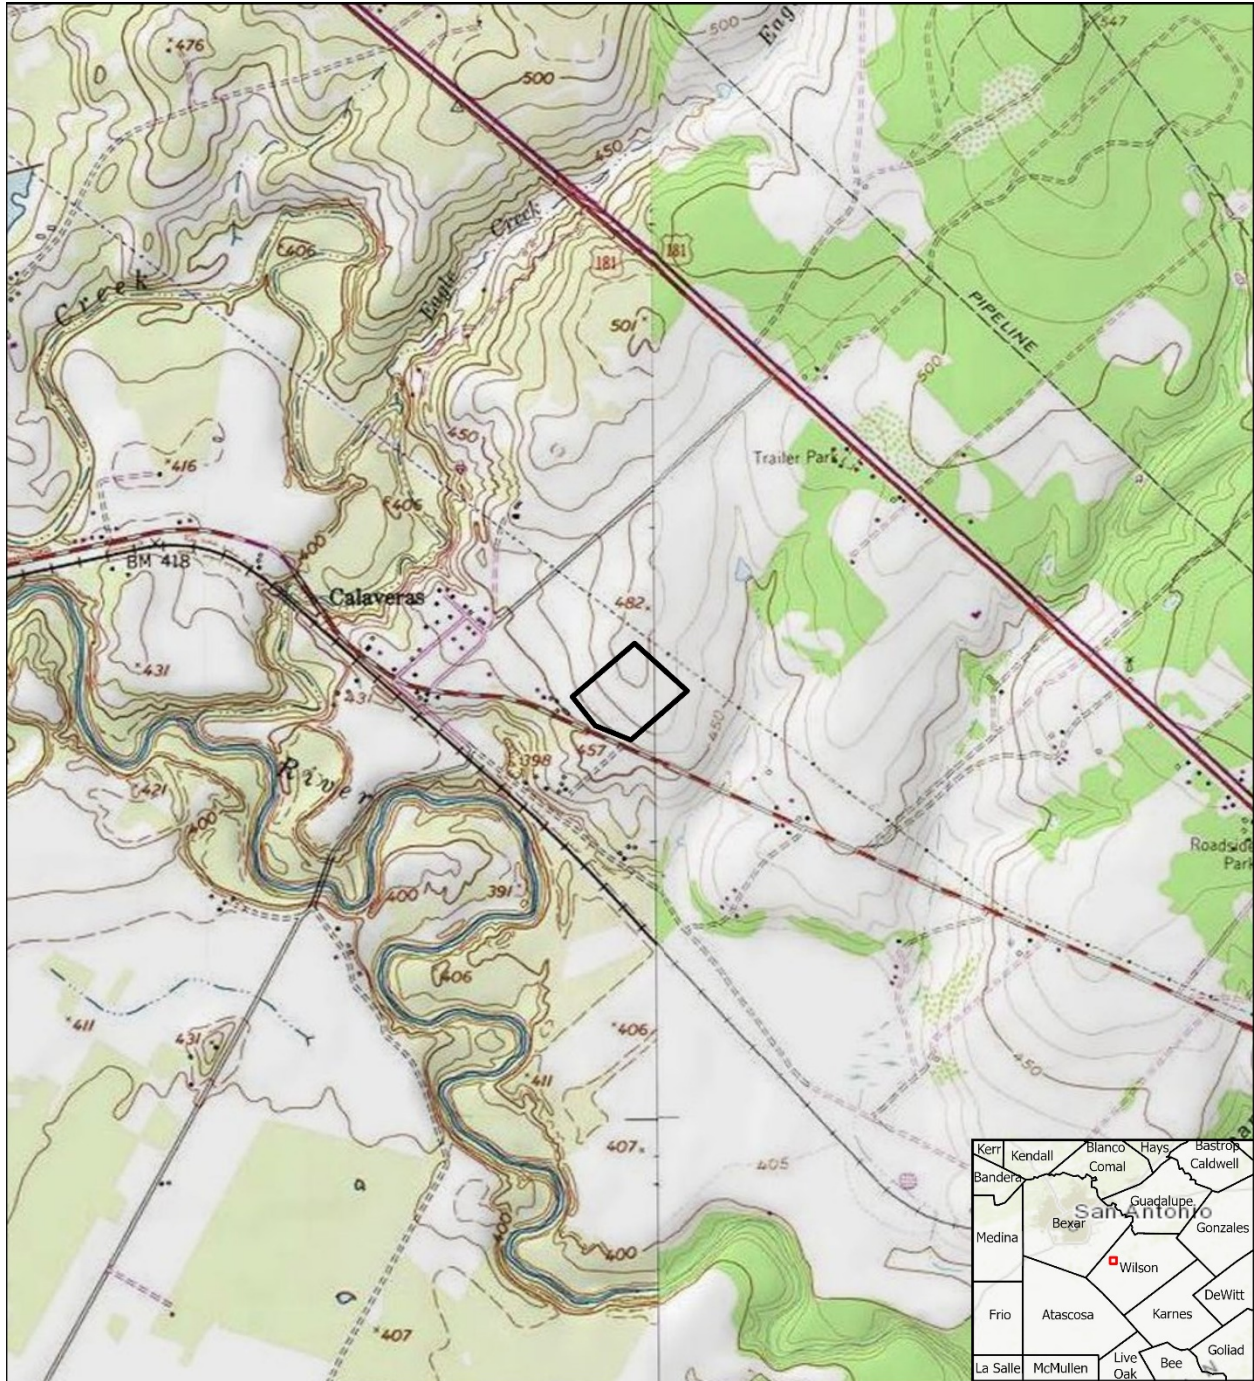 Eng
547
500
476
500
450
Creek
Eagle
406
181
181
Creek
501
PIPELINE
500
450
Trailer Park
416
406
400
BM 418
Calaveras
482
431
431
450
457
398
River
421
400
Roadside
Park
391
400
406
411
406
431
411
450
407
405
400
400
407
Kerr
Kendall
Blanco
Hays
Bastrop
Comal
Caldwell
Bandera
Guadalupe
San Antonio
Bexar
Gonzales
Medina
Wilson
DeWitt
Frio
Atascosa
Karnes
Goliad
La Salle
McMullen
Live
Oak
Bee